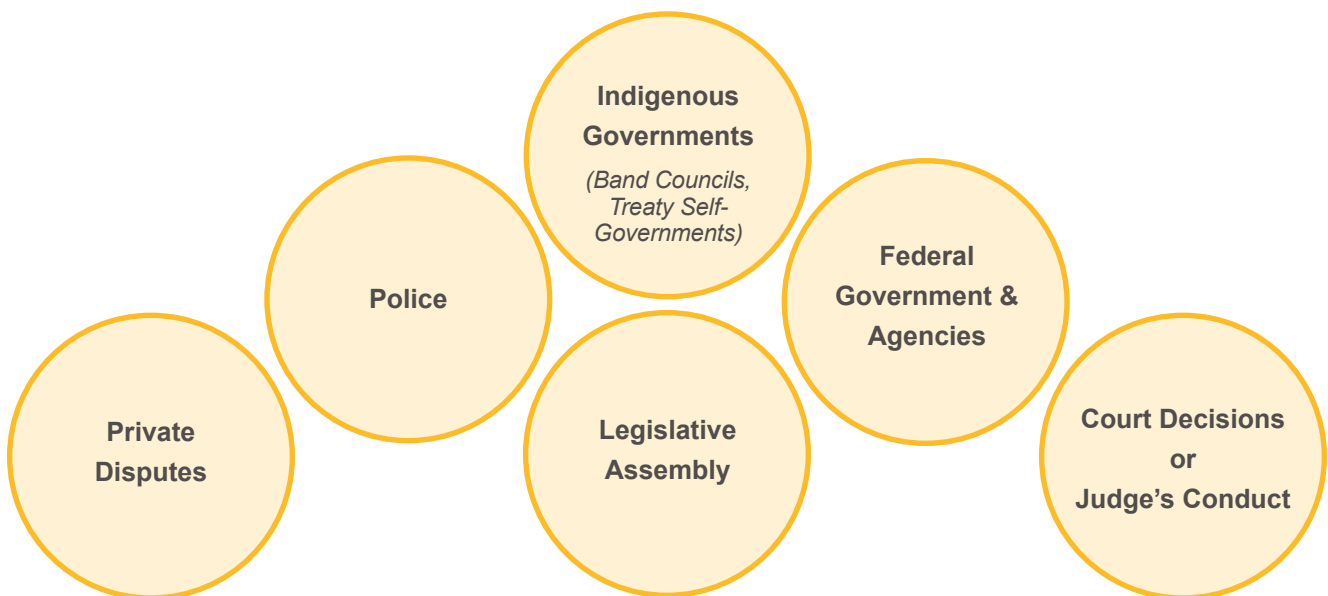 Indigenous
Governments
(Band Councils,
Treaty Self-
Governments)
Police
Federal
Government &
Agencies
Private
Disputes
Legislative
Assembly
Court Decisions
or
Judge’s Conduct